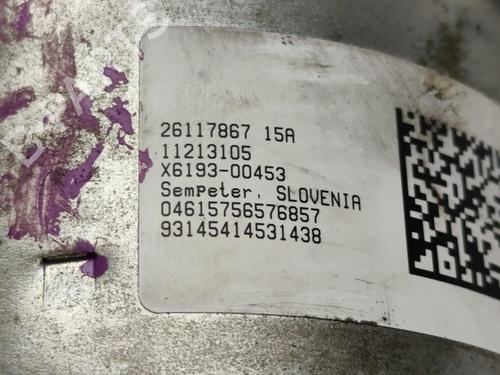 26117867 15A
11213105
X6193-00453
Sempeter, SLOVENIA
04615756576857
93145414531438